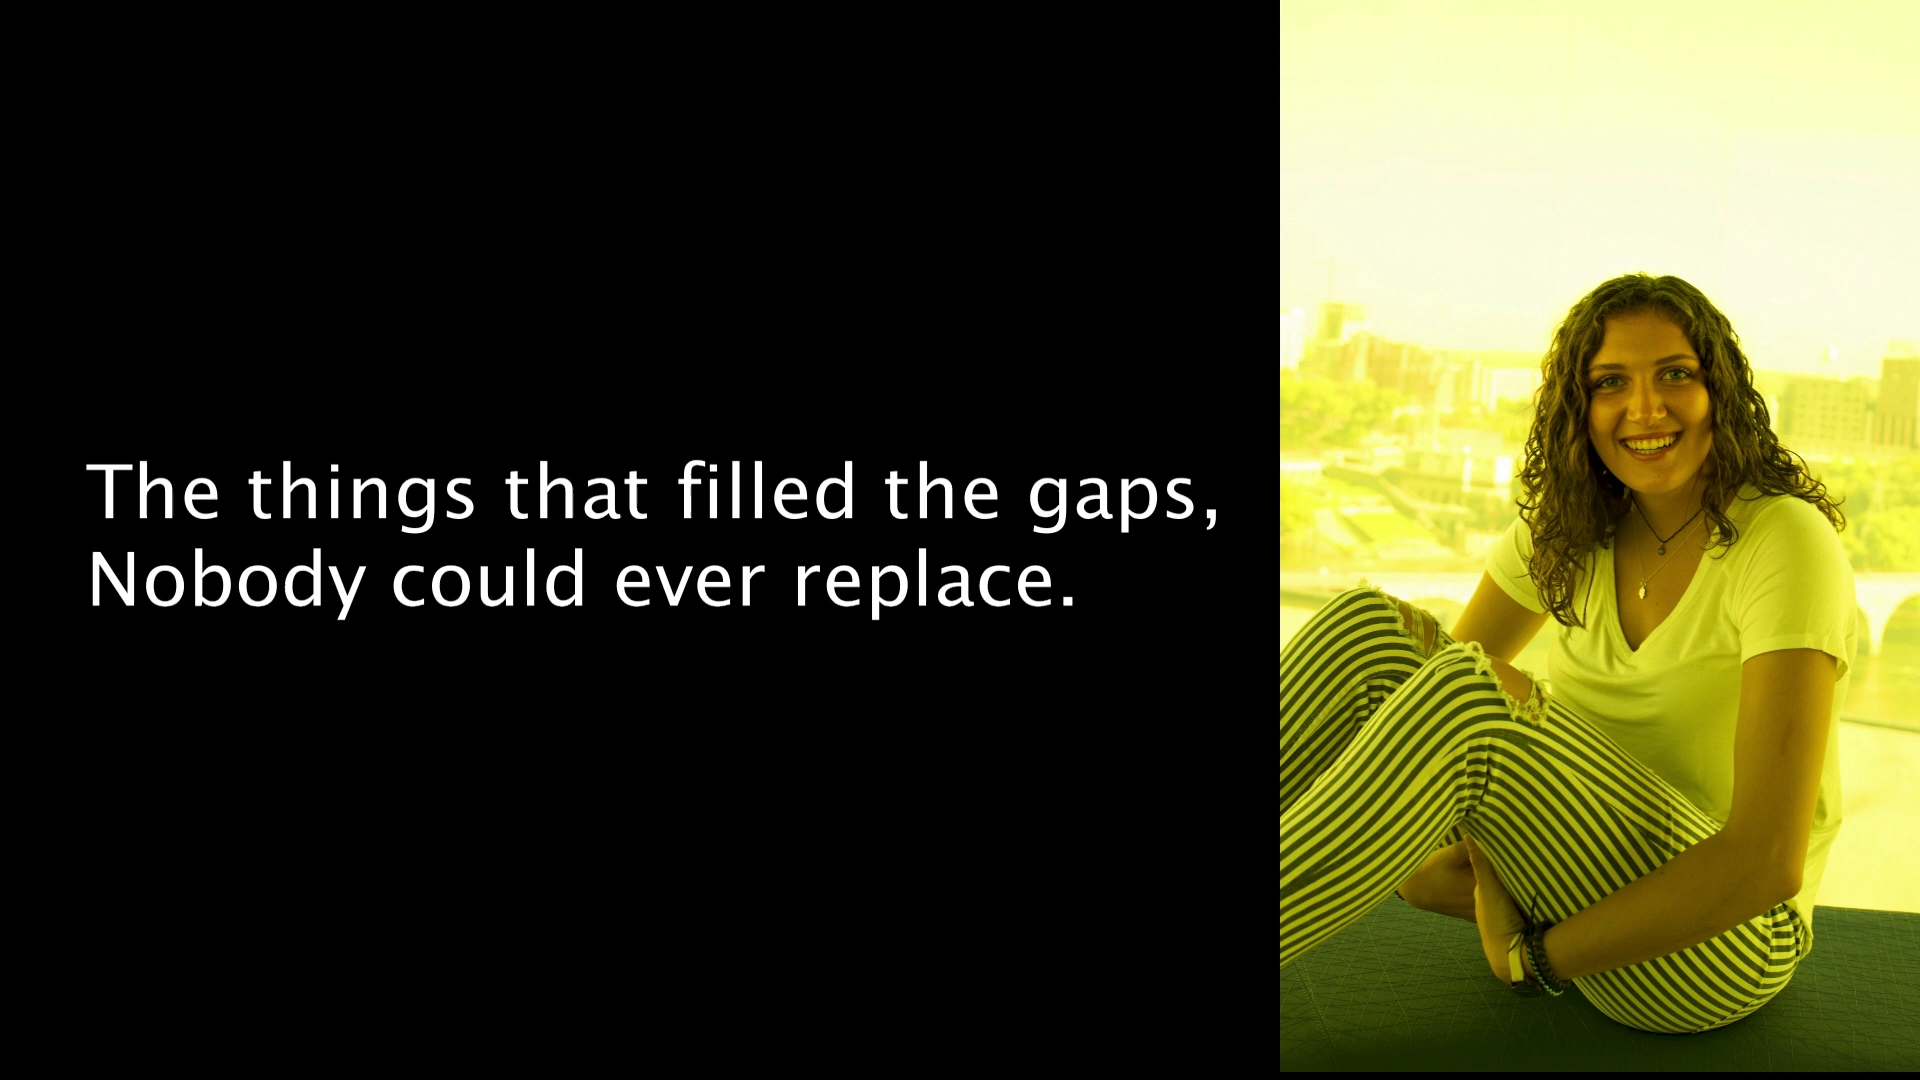 The things that filled the gaps,
Nobody could ever replace.